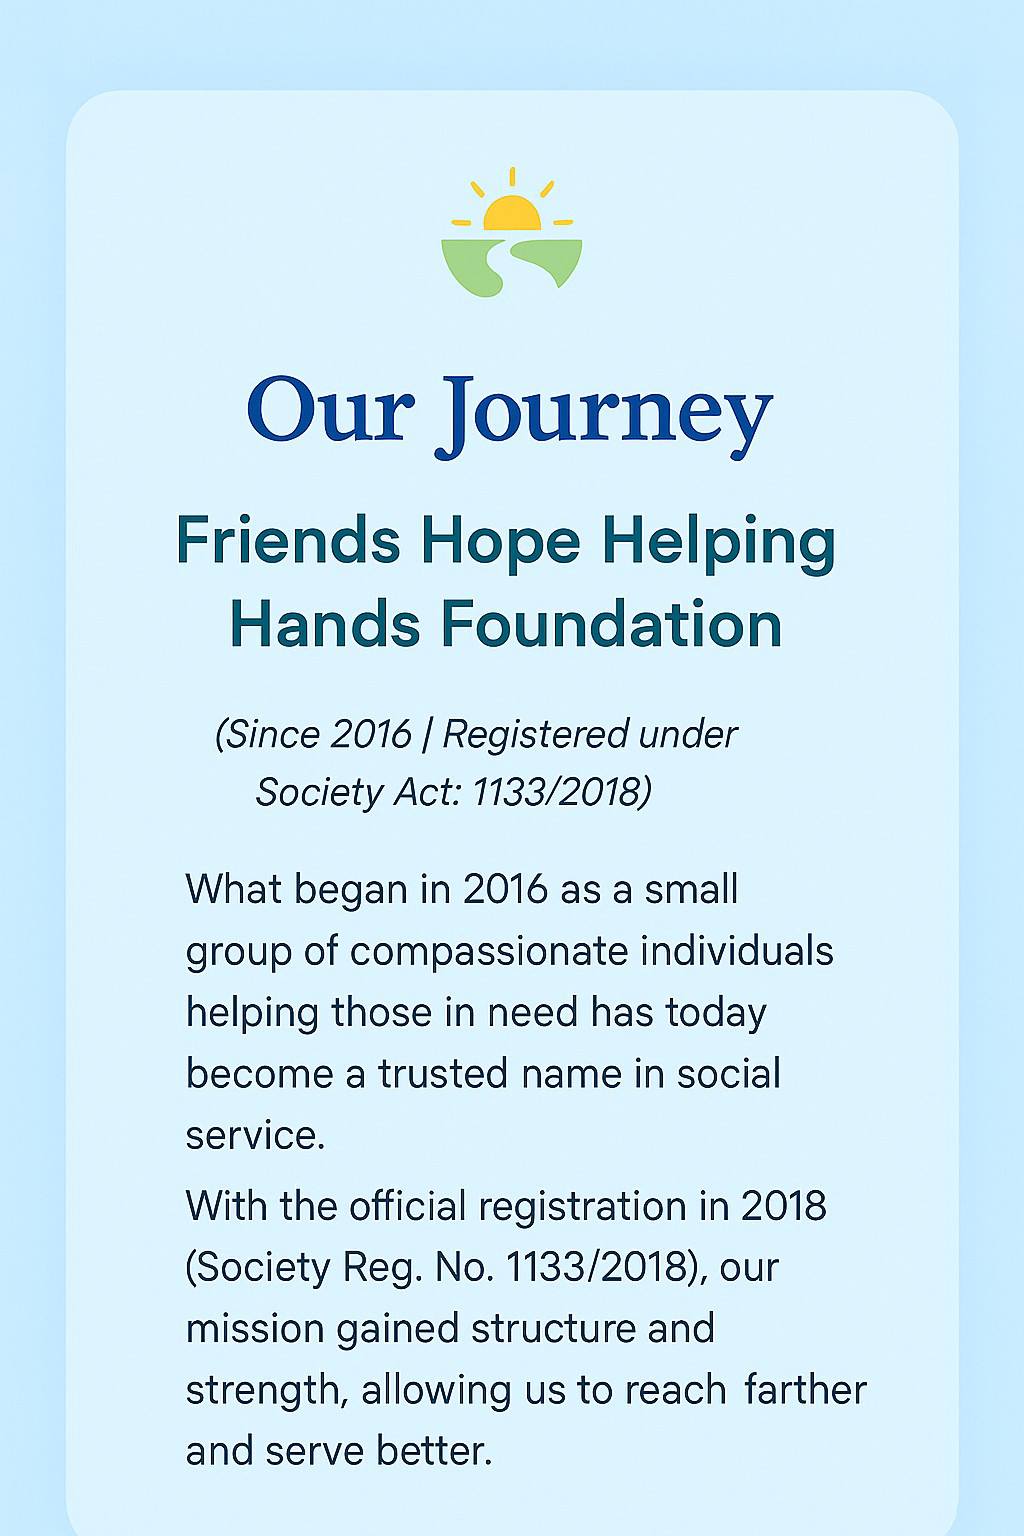 Our Journey
Friends Hope Helping
Hands Foundation
(Since 2016 | Registered under
Society Act: 1133/2018)
What began in 2016 as a small
group of compassionate individuals
helping those in need has today
become a trusted name in social
service.
With the official registration in 2018
(Society Reg. No. 1133/2018), our
mission gained structure and
strength, allowing us to reach farther
and serve better.